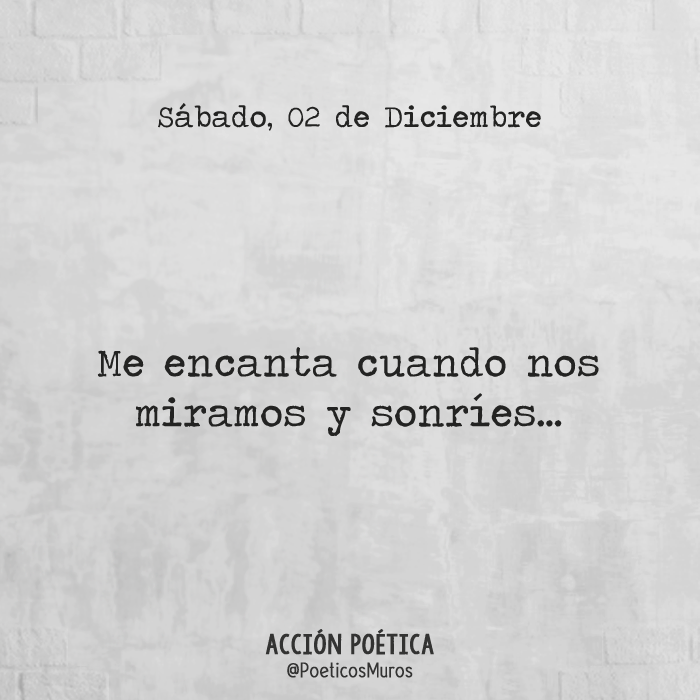 Sábado, 02 de Diciembre
Me encanta cuando nos
miramos y sonríes...
ACCIÓN POÉTICA
@PoeticosMuros